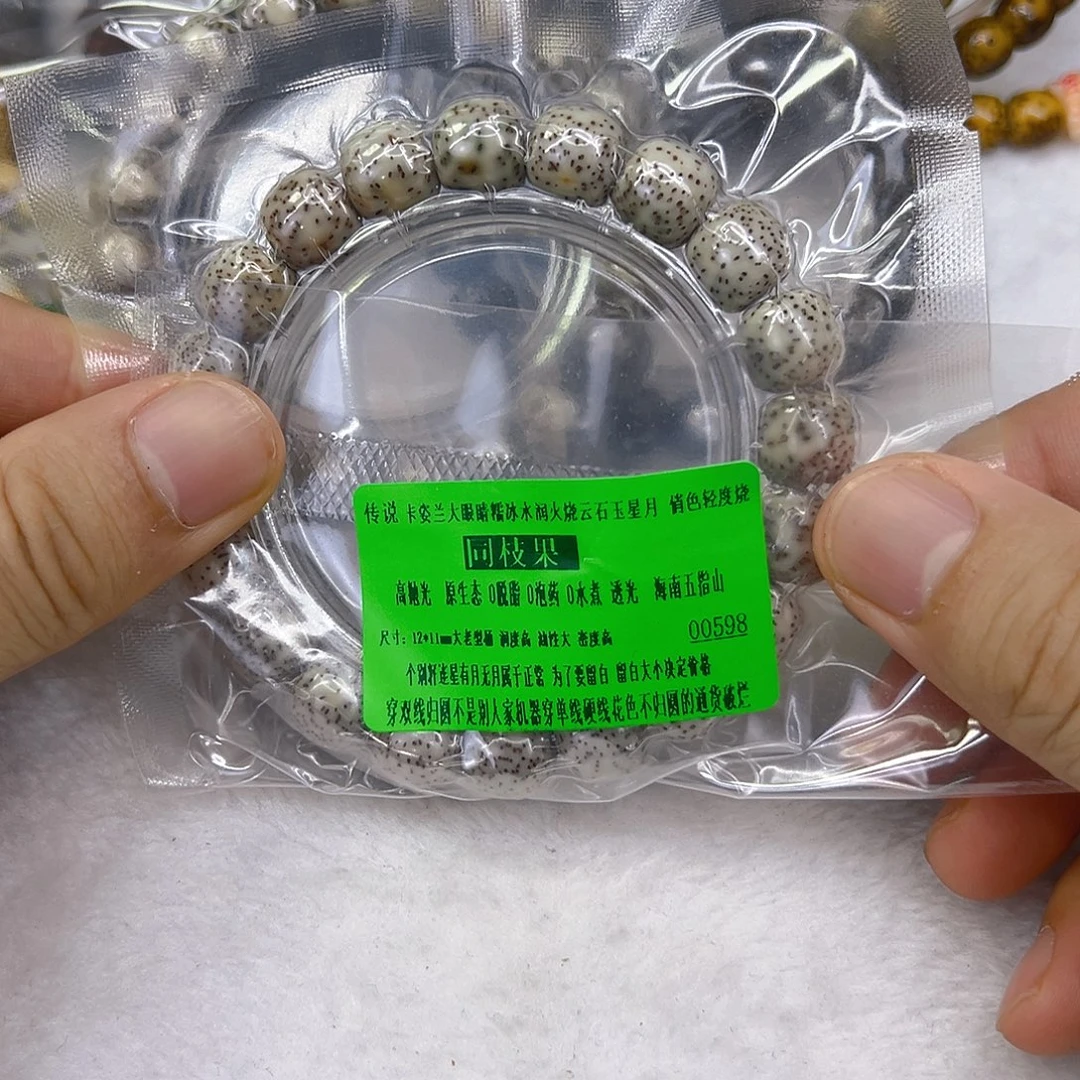 传说 卡姿兰大眼睛糯冰水润火烧云石玉星月 俏色轻度烧
同枝果
高抛光 原生态 0脱脂 0泡药 0水煮 透光 海南五指山
尺寸：12*11mm大老型桶 润度高 油性大 密度高
00598
个别籽连星有月无月属于正常 为了要留白 留白大小决定价格
穿双线归圆不是别人家机器穿单线硬线花色不归圆的通货破烂